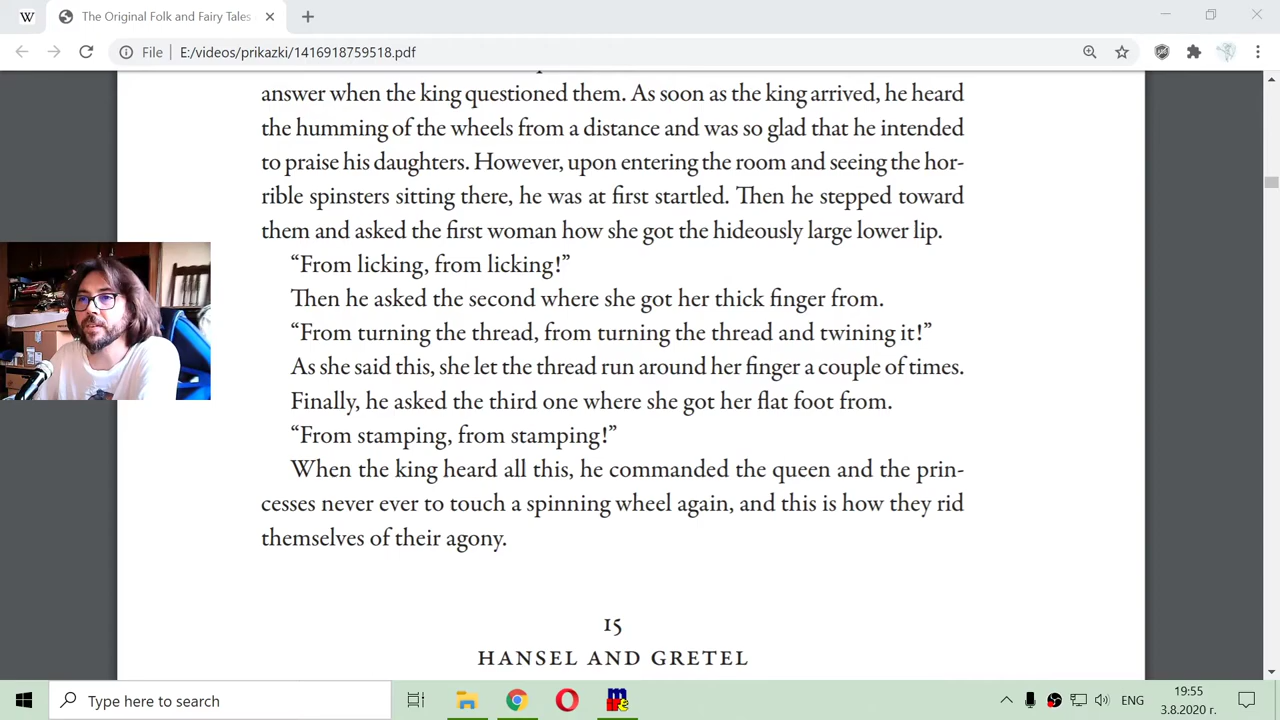 The Original Folk and Fairy Tales
File
E:/videos/prikazki/1416918759518.pdf
answer when the king questioned them. As soon as the king arrived, he heard
the humming of the wheels from a distance and was so glad that he intended
to praise his daughters. However, upon entering the room and seeing the hor-
rible spinsters sitting there, he was at first startled. Then he stepped toward
them and asked the first woman how she got the hideously large lower lip.
“From licking, from licking!”
Then he asked the second where she got her thick finger from.
“From turning the thread, from turning the thread and twining it!”
As she said this, she let the thread run around her finger a couple of times.
Finally, he asked the third one where she got her flat foot from.
“From stamping, from stamping!”
When the king heard all this, he commanded the queen and the prin-
cesses never ever to touch a spinning wheel again, and this is how they rid
themselves of their agony.
15
HANSEL AND GRETEL
Type here to search
ЕНГ
19:55
3.8.2020 г.